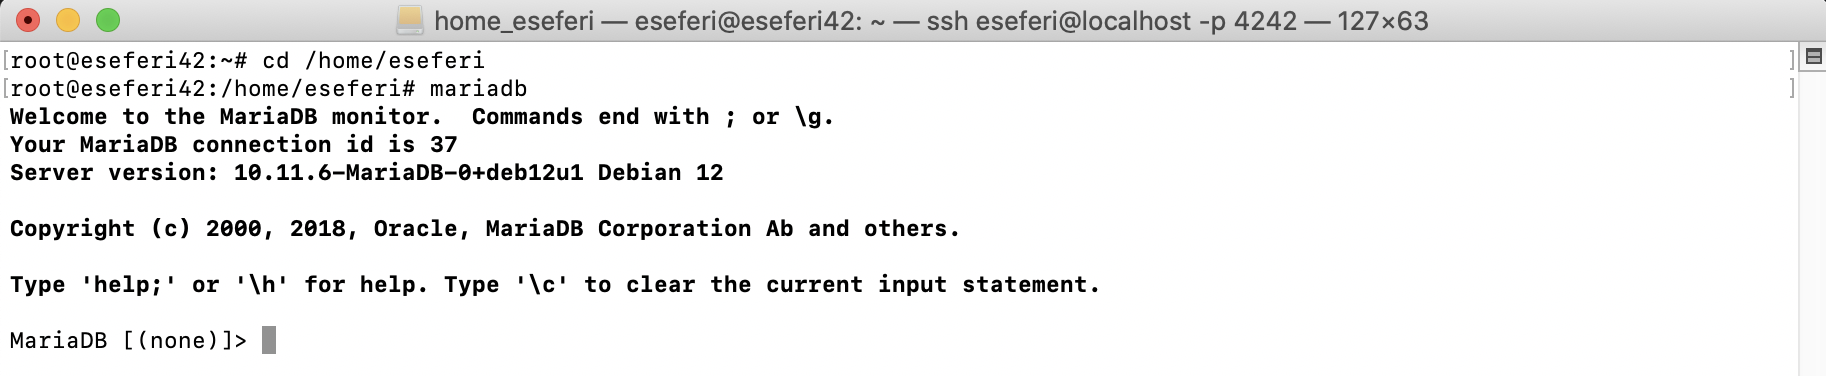 home_eseferi — eseferi@eseferi42: ~ — ssh eseferi@localhost -p 4242 — 127×63
[root@eseferi42:~# cd /home/eseferi ]
[root@eseferi42:/home/eseferi# mariadb ]
Welcome to the MariaDB monitor.  Commands end with ; or \g.
Your MariaDB connection id is 37
Server version: 10.11.6-MariaDB-0+deb12u1 Debian 12
Copyright (c) 2000, 2018, Oracle, MariaDB Corporation Ab and others.
Type 'help;' or '\h' for help. Type '\c' to clear the current input statement.
MariaDB [(none)]>